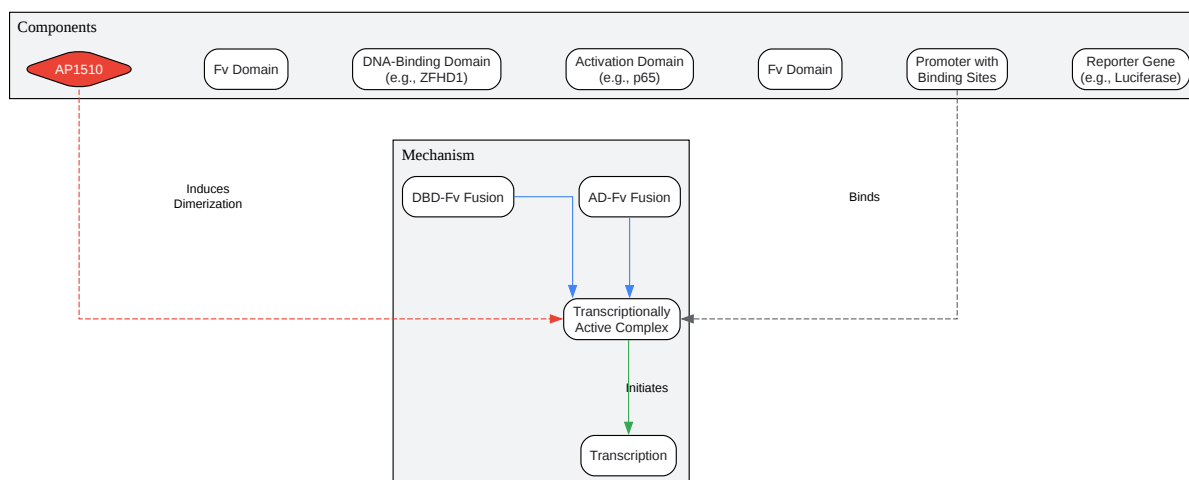 Components
AP1510
Fv Domain
DNA-Binding Domain
(e.g., ZFHD1)
Activation Domain
(e.g., p65)
Fv Domain
Promoter with
Binding Sites
Reporter Gene
(e.g., Luciferase)
Mechanism
Induces
Dimerization
DBD-Fv Fusion
AD-Fv Fusion
Binds
Transcriptionally
Active Complex
Initiates
Transcription